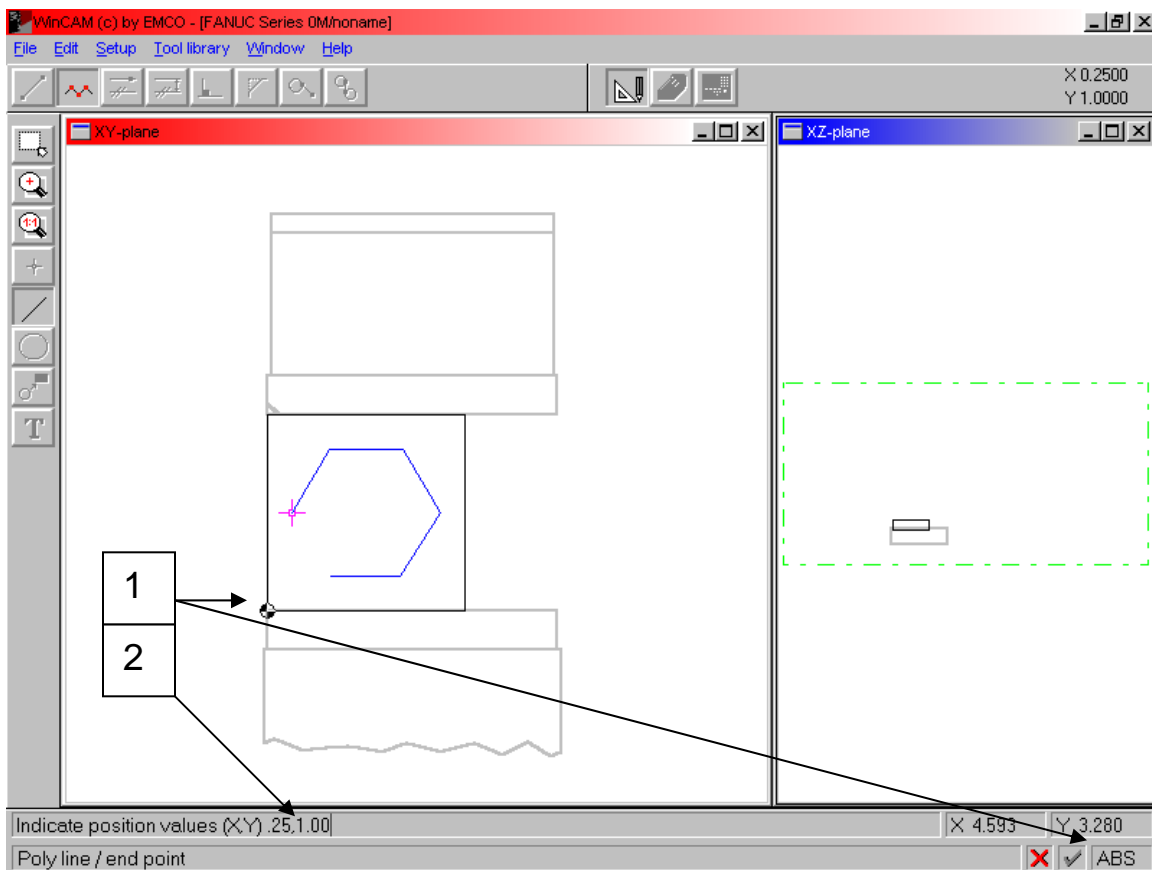 WinCAM (c) by EMCO - [FANUC Series 0M/noname]
File Edit Setup Tool library Window Help
X 0.2500
Y 1.0000
XY-plane
XZ-plane
1:1
T
1
2
Indicate position values (X,Y) .25,1.00
X 4.593
Y 3.280
Poly line / end point
ABS